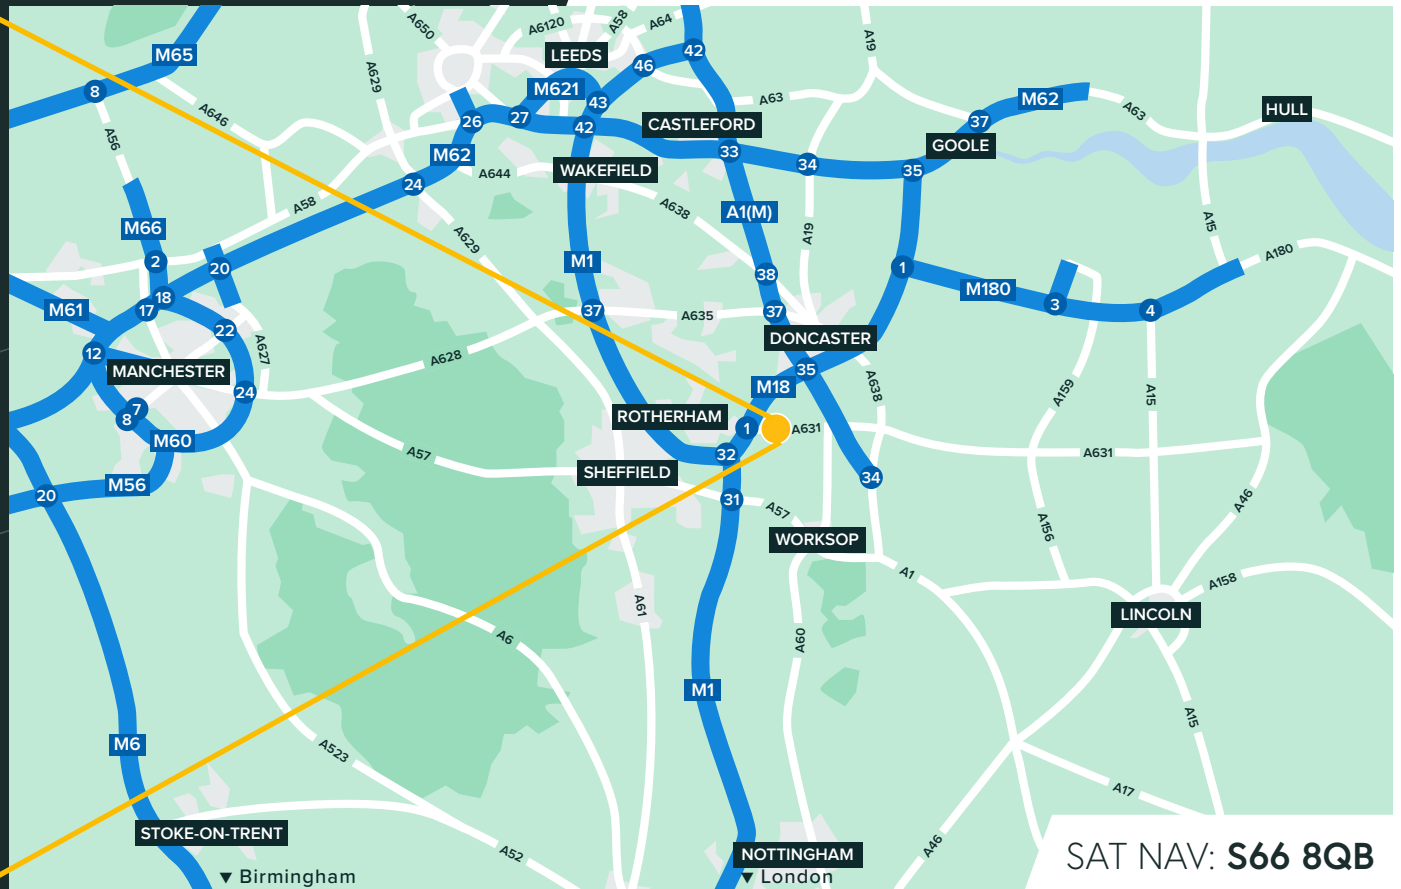 A650
A6120
A58
A64
A19
M65
LEEDS
42
46
A629
M621
8
43
A63
M62
A63
HULL
A646
26
27
42
CASTLEFORD
37
GOOLE
A56
M62
33
34
35
A644
WAKEFIELD
24
A58
A638
A1(M)
A19
A15
M66
A629
2
20
M1
38
1
A180
M180
18
17
M61
37
A635
37
3
4
22
A627
12
DONCASTER
A628
MANCHESTER
35
M18
A638
A159
A15
24
7
8
ROTHERHAM
1
A631
M60
A57
32
A631
SHEFFIELD
34
M56
20
31
A57
A46
A156
WORKSOP
A1
A158
A61
LINCOLN
A6
A60
M1
A15
M6
A523
A17
STOKE-ON-TRENT
A52
NOTTINGHAM
A46
SAT NAV: S66 8QB
▼ Birmingham
▼ London